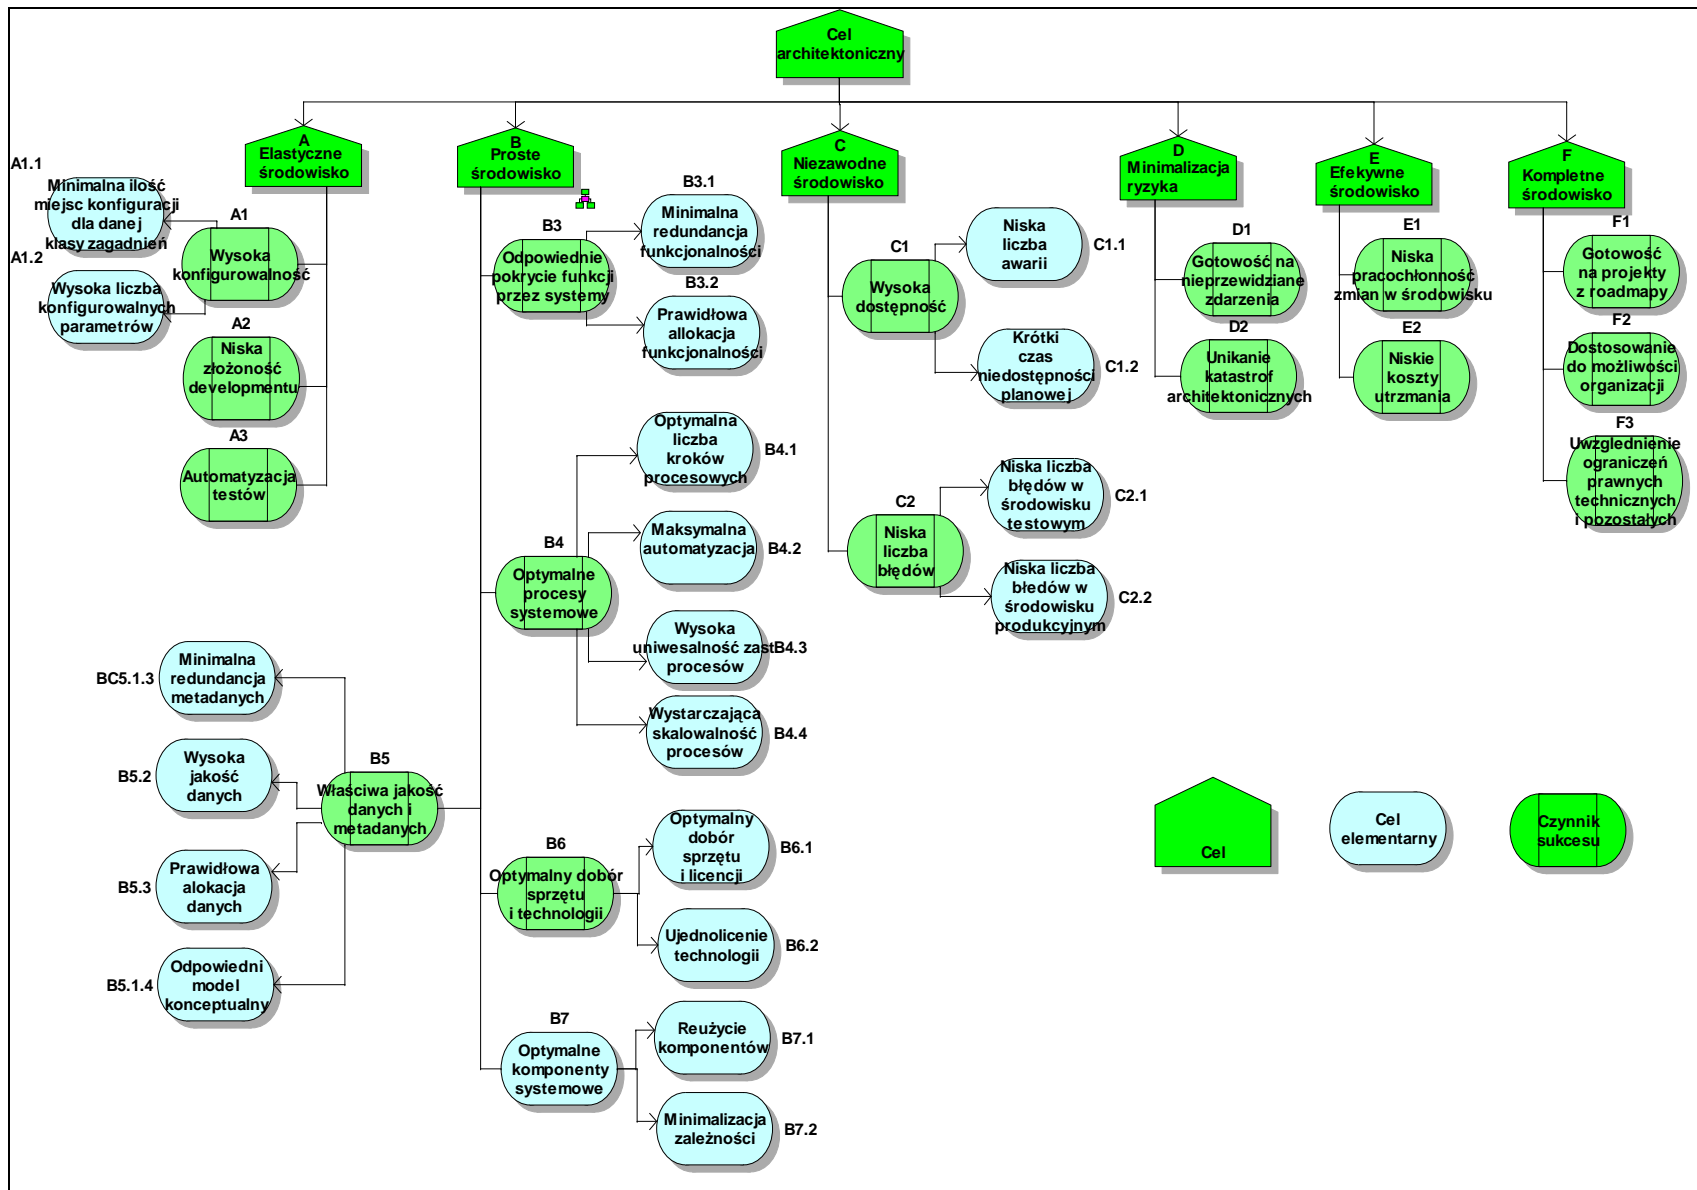 Cel
architektoniczny
A
Elastyczne
środowisko
B
Proste
środowisko
C
Niezawodne
środowisko
D
Minimalizacja
ryzyka
E
Efekywne
środowisko
F
Kompletne
środowisko
A1.1
Minimalna ilość
miejsc konfiguracji
dla danej
klasy zagadnień
A1
Wysoka
konfigurowalność
A1.2
Wysoka liczba
konfigurowalnych
parametrów
A2
Niska
złożoność
developmentu
A3
Automatyzacja
testów
B3
Odpowiednie
pokrycie funkcji
przez systemy
B3.1
Minimalna
redundancja
funkcjonalności
B3.2
Prawidłowa
allokacja
funkcjonalności
B4
Optymalne
procesy
systemowe
Optymalna
liczba
kroków
procesowych
B4.1
Maksymalna
automatyzacja
B4.2
Wysoka
uniwesalność zast
procesów
B4.3
Wystarczająca
skalowalność
procesów
B4.4
B5
Właściwa jakość
danych i
metadanych
BC5.1.3
Minimalna
redundancja
metadanych
B5.2
Wysoka
jakość
danych
B5.3
Prawidłowa
alokacja
danych
B5.1.4
Odpowiedni
model
konceptualny
B6
Optymalny dobór
sprzętu
i technologii
Optymalny
dobór
sprzętu
i licencji
B6.1
Ujednolicenie
technologii
B6.2
B7
Optymalne
komponenty
systemowe
Reużycie
komponentów
B7.1
Minimalizacja
zależności
B7.2
C1
Wysoka
dostępność
Niska
liczba
awarii
C1.1
Krótki
czas
niedostępności
planowej
C1.2
C2
Niska
liczba
błędów
Niska liczba
błędów w
środowisku
testowym
C2.1
Niska liczba
błedów w
środowisku
produkcyjnym
C2.2
D1
Gotowość na
nieprzewidziane
zdarzenia
D2
Unikanie
katastrof
architektonicznych
E1
Niska
pracochłonność
zmian w środowisku
E2
Niskie
koszty
utrzmania
F1
Gotowość
na projekty
z roadmapy
F2
Dostosowanie
do możliwości
organizacji
F3
Uwzglednienie
ograniczeń
prawnych
technicznych
i pozostałych
Cel
Cel
elementarny
Czynnik
sukcesu